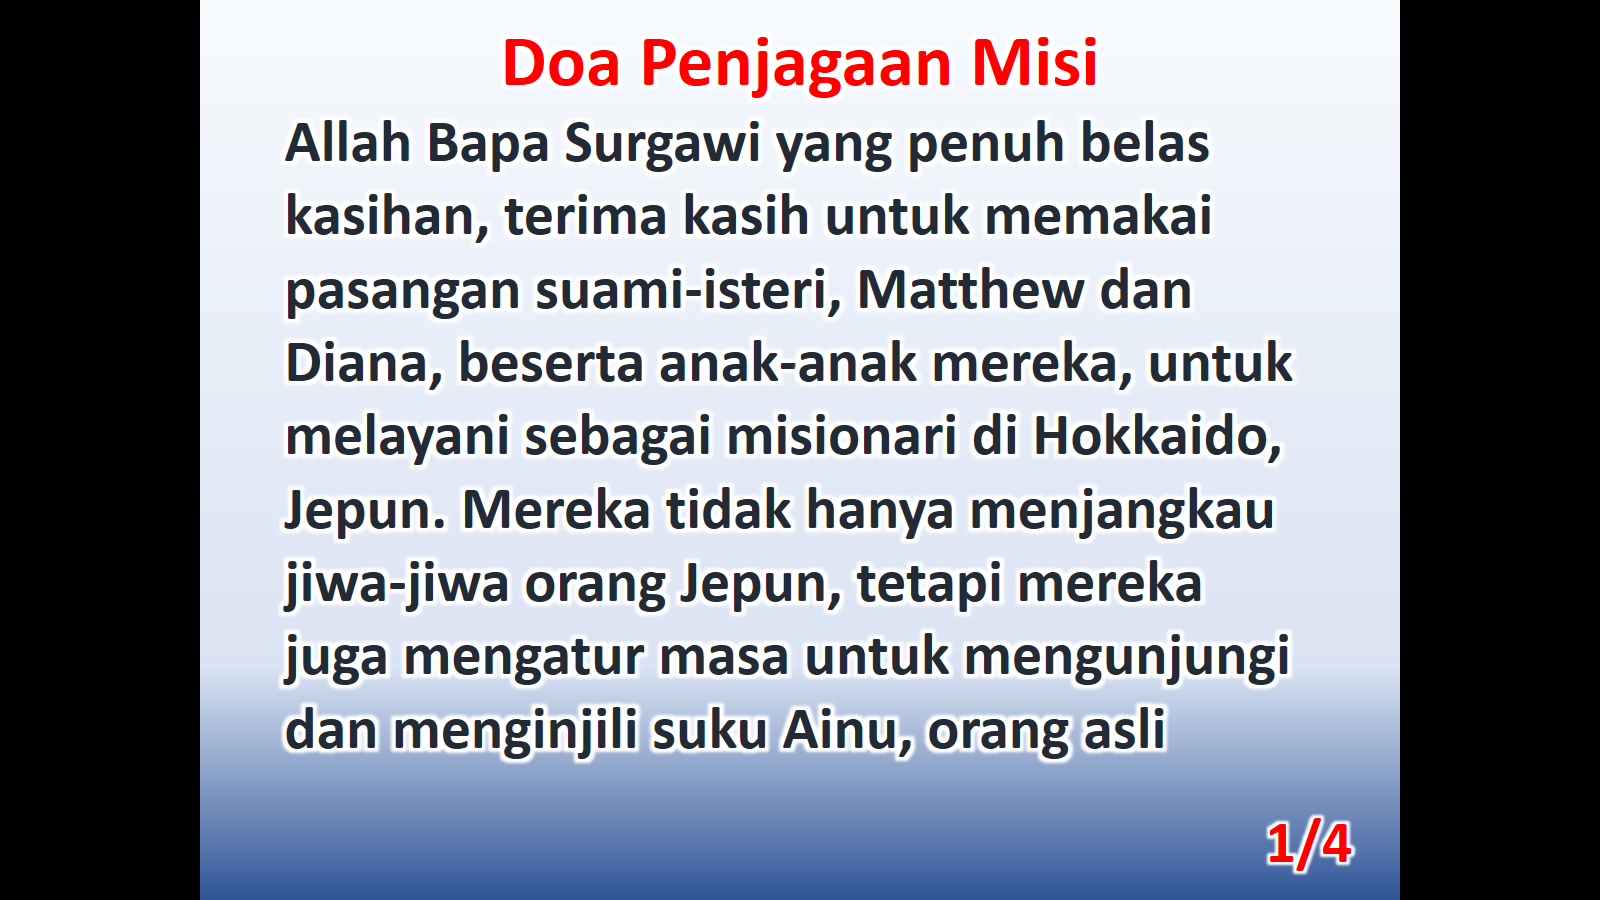 Doa Penjagaan Misi
Allah Bapa Surgawi yang penuh belas
kasihan, terima kasih untuk memakai
pasangan suami-isteri, Matthew dan
Diana, beserta anak-anak mereka, untuk
melayani sebagai misionari di Hokkaido,
Jepun. Mereka tidak hanya menjangkau
jiwa-jiwa orang Jepun, tetapi mereka
juga mengatur masa untuk mengunjungi
dan menginjili suku Ainu, orang asli
1/4